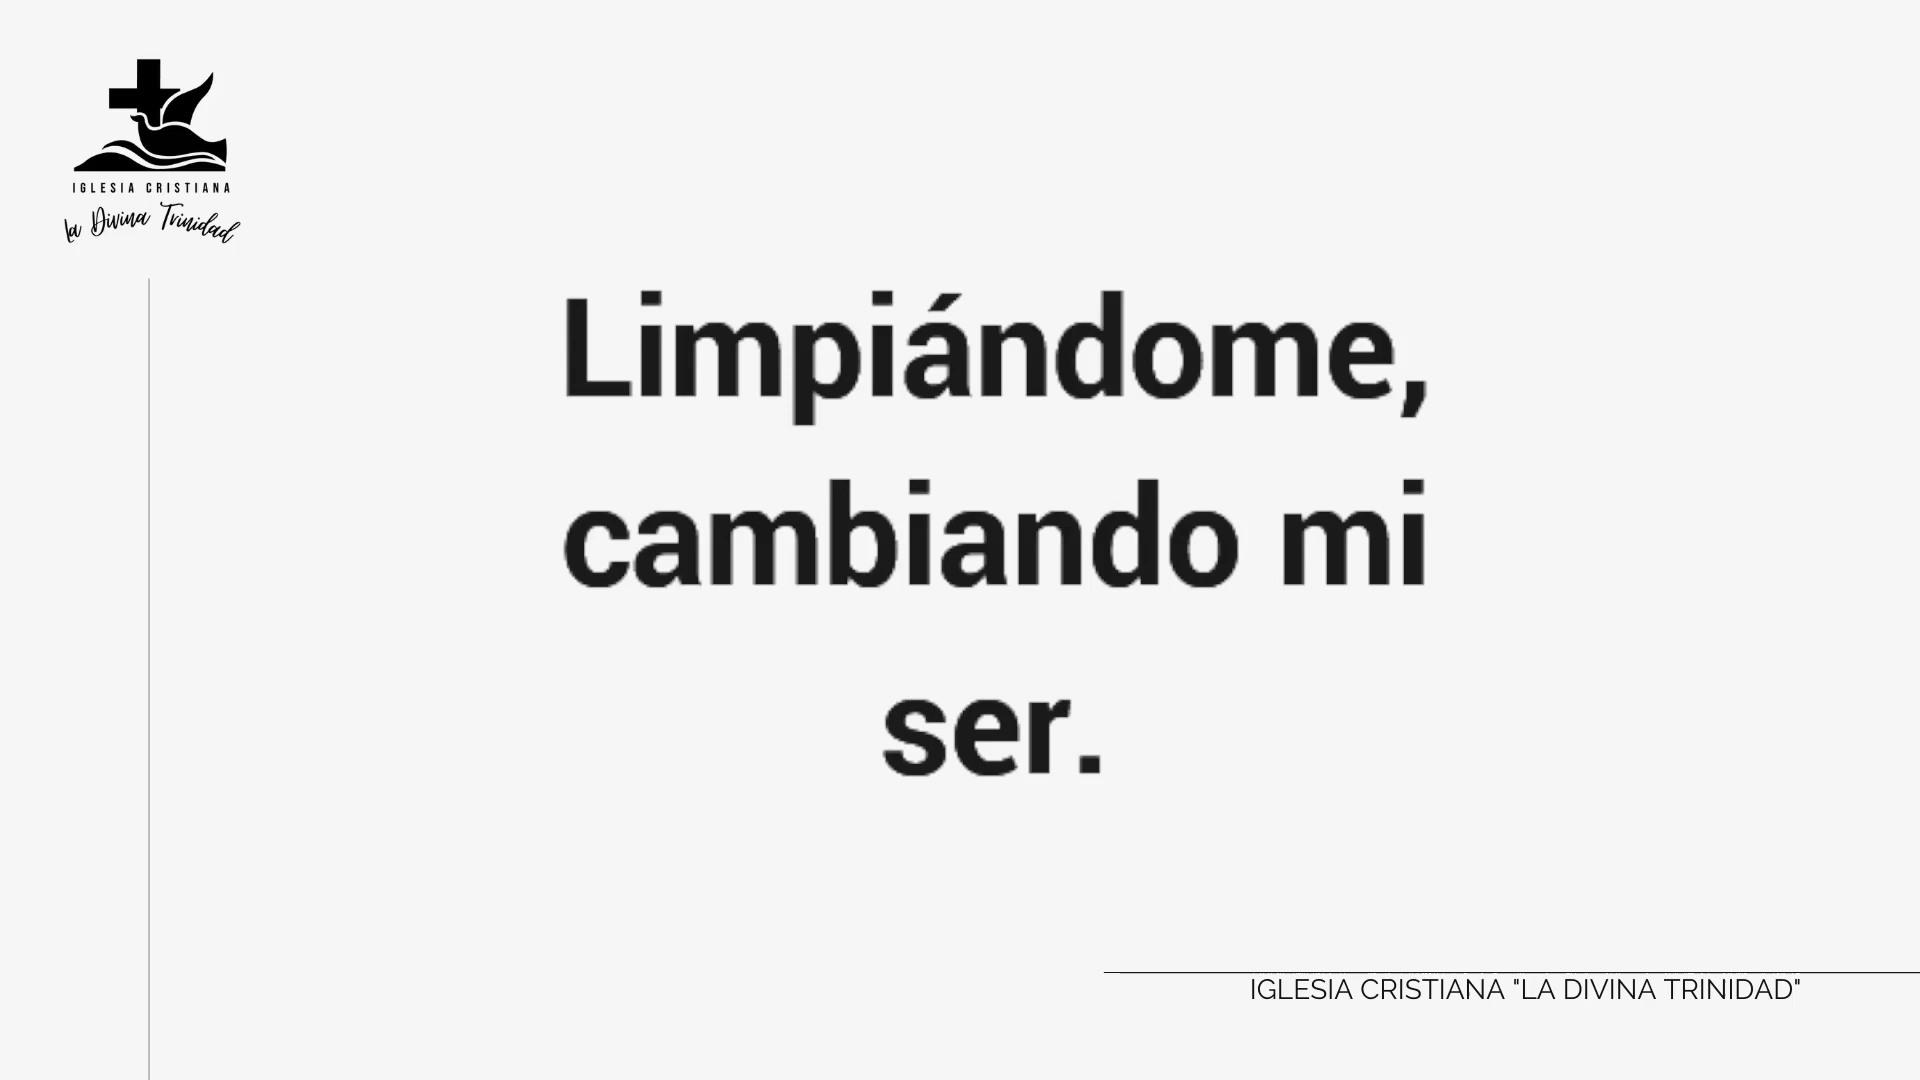 IGLESIA CRISTIANA
La Divina Trinidad
Limpiándome,
cambiando mi
ser.
IGLESIA CRISTIANA "LA DIVINA TRINIDAD"